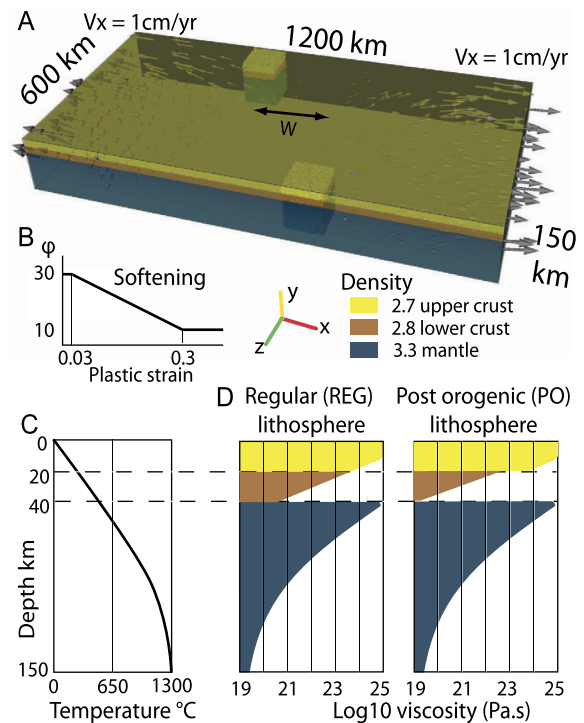 A
Vx = 1cm/yr
1200 km
Vx = 1cm/yr
600 km
W
150
km
B
φ
30
Softening
10
0.03
0.3
Plastic strain
y
x
z
Density
2.7 upper crust
2.8 lower crust
3.3 mantle
C
0
20
40
150
Depth km
0
650
1300
Temperature °C
D
Regular (REG)
lithosphere
Post orogenic (PO)
lithosphere
19
21
23
25
19
21
23
25
Log10 viscosity (Pa.s)